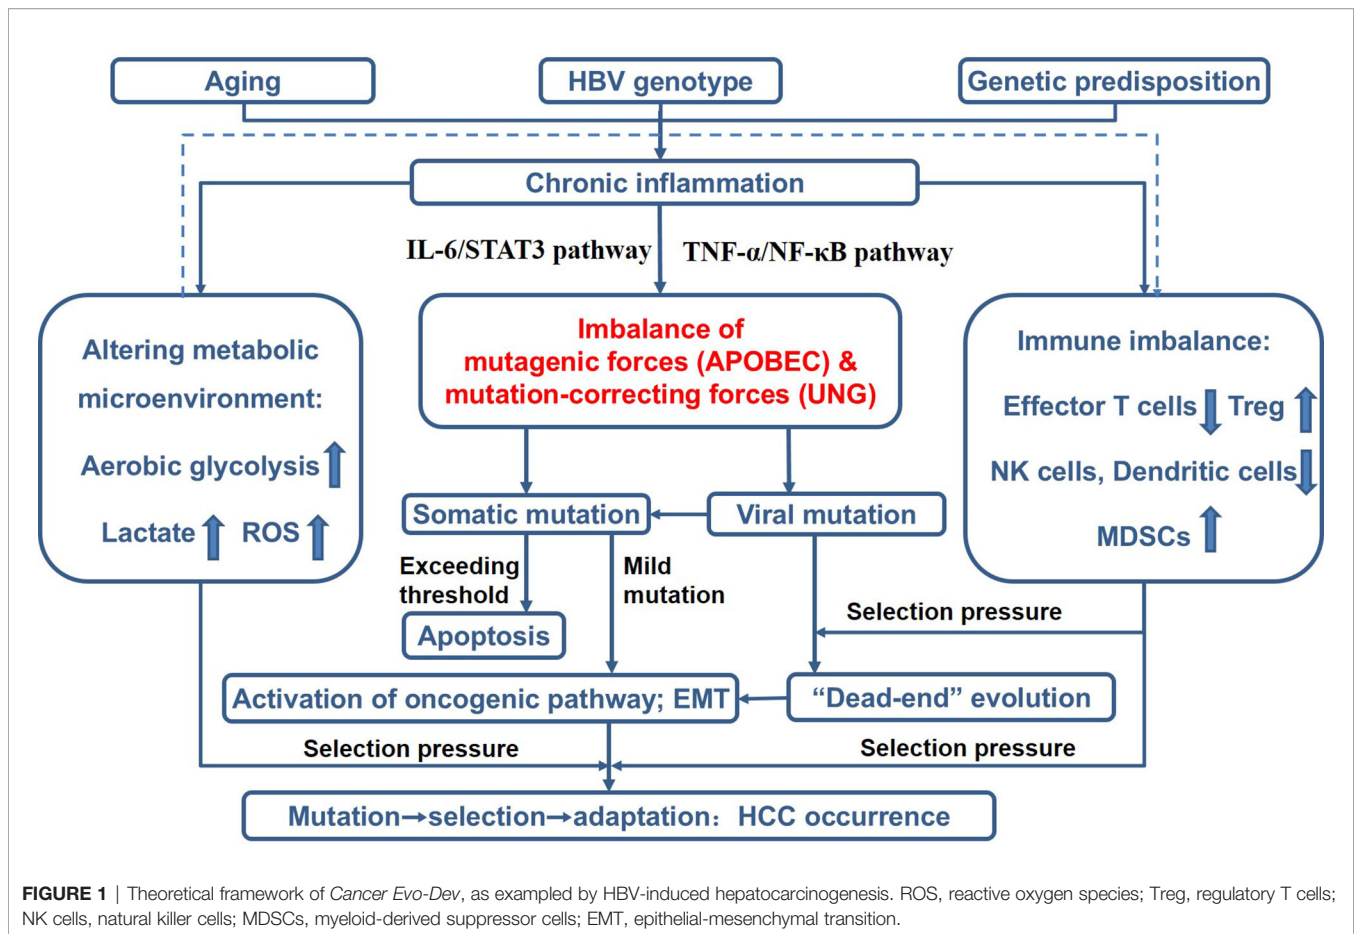 Aging
HBV genotype
Genetic predisposition
Chronic inflammation
IL-6/STAT3 pathway
TNF-α/NF-κB pathway
Altering metabolic
microenvironment:
Aerobic glycolysis
Lactate ROS
Imbalance of
mutagenic forces (APOBEC) &
mutation-correcting forces (UNG)
Immune imbalance:
Effector T cells Treg
NK cells, Dendritic cells
MDSCs
Somatic mutation
Viral mutation
Exceeding
threshold
Mild
mutation
Apoptosis
Selection pressure
Activation of oncogenic pathway; EMT
“Dead-end” evolution
Selection pressure
Selection pressure
Mutation→selection→adaptation：HCC occurrence
FIGURE 1 | Theoretical framework of Cancer Evo-Dev, as exampled by HBV-induced hepatocarcinogenesis. ROS, reactive oxygen species; Treg, regulatory T cells;
NK cells, natural killer cells; MDSCs, myeloid-derived suppressor cells; EMT, epithelial-mesenchymal transition.